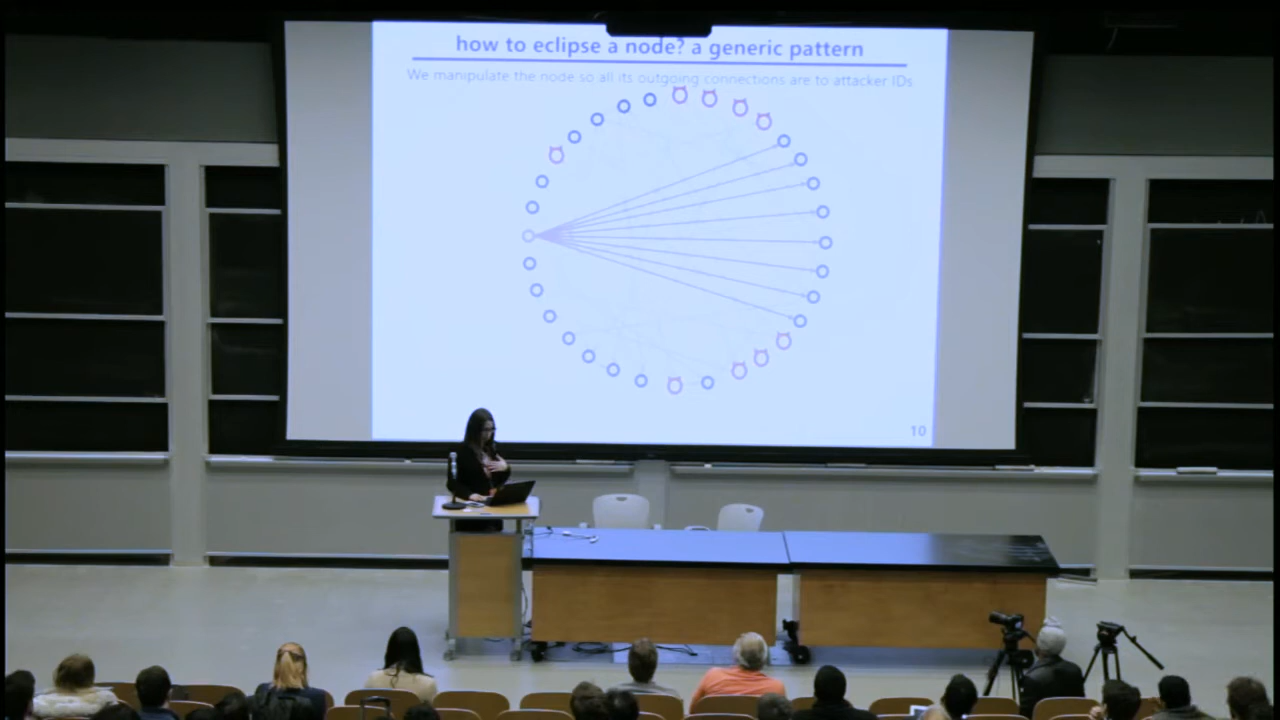 how to eclipse a node? a generic pattern
We manipulate the node so all its outgoing connections are to attacker IDs
10